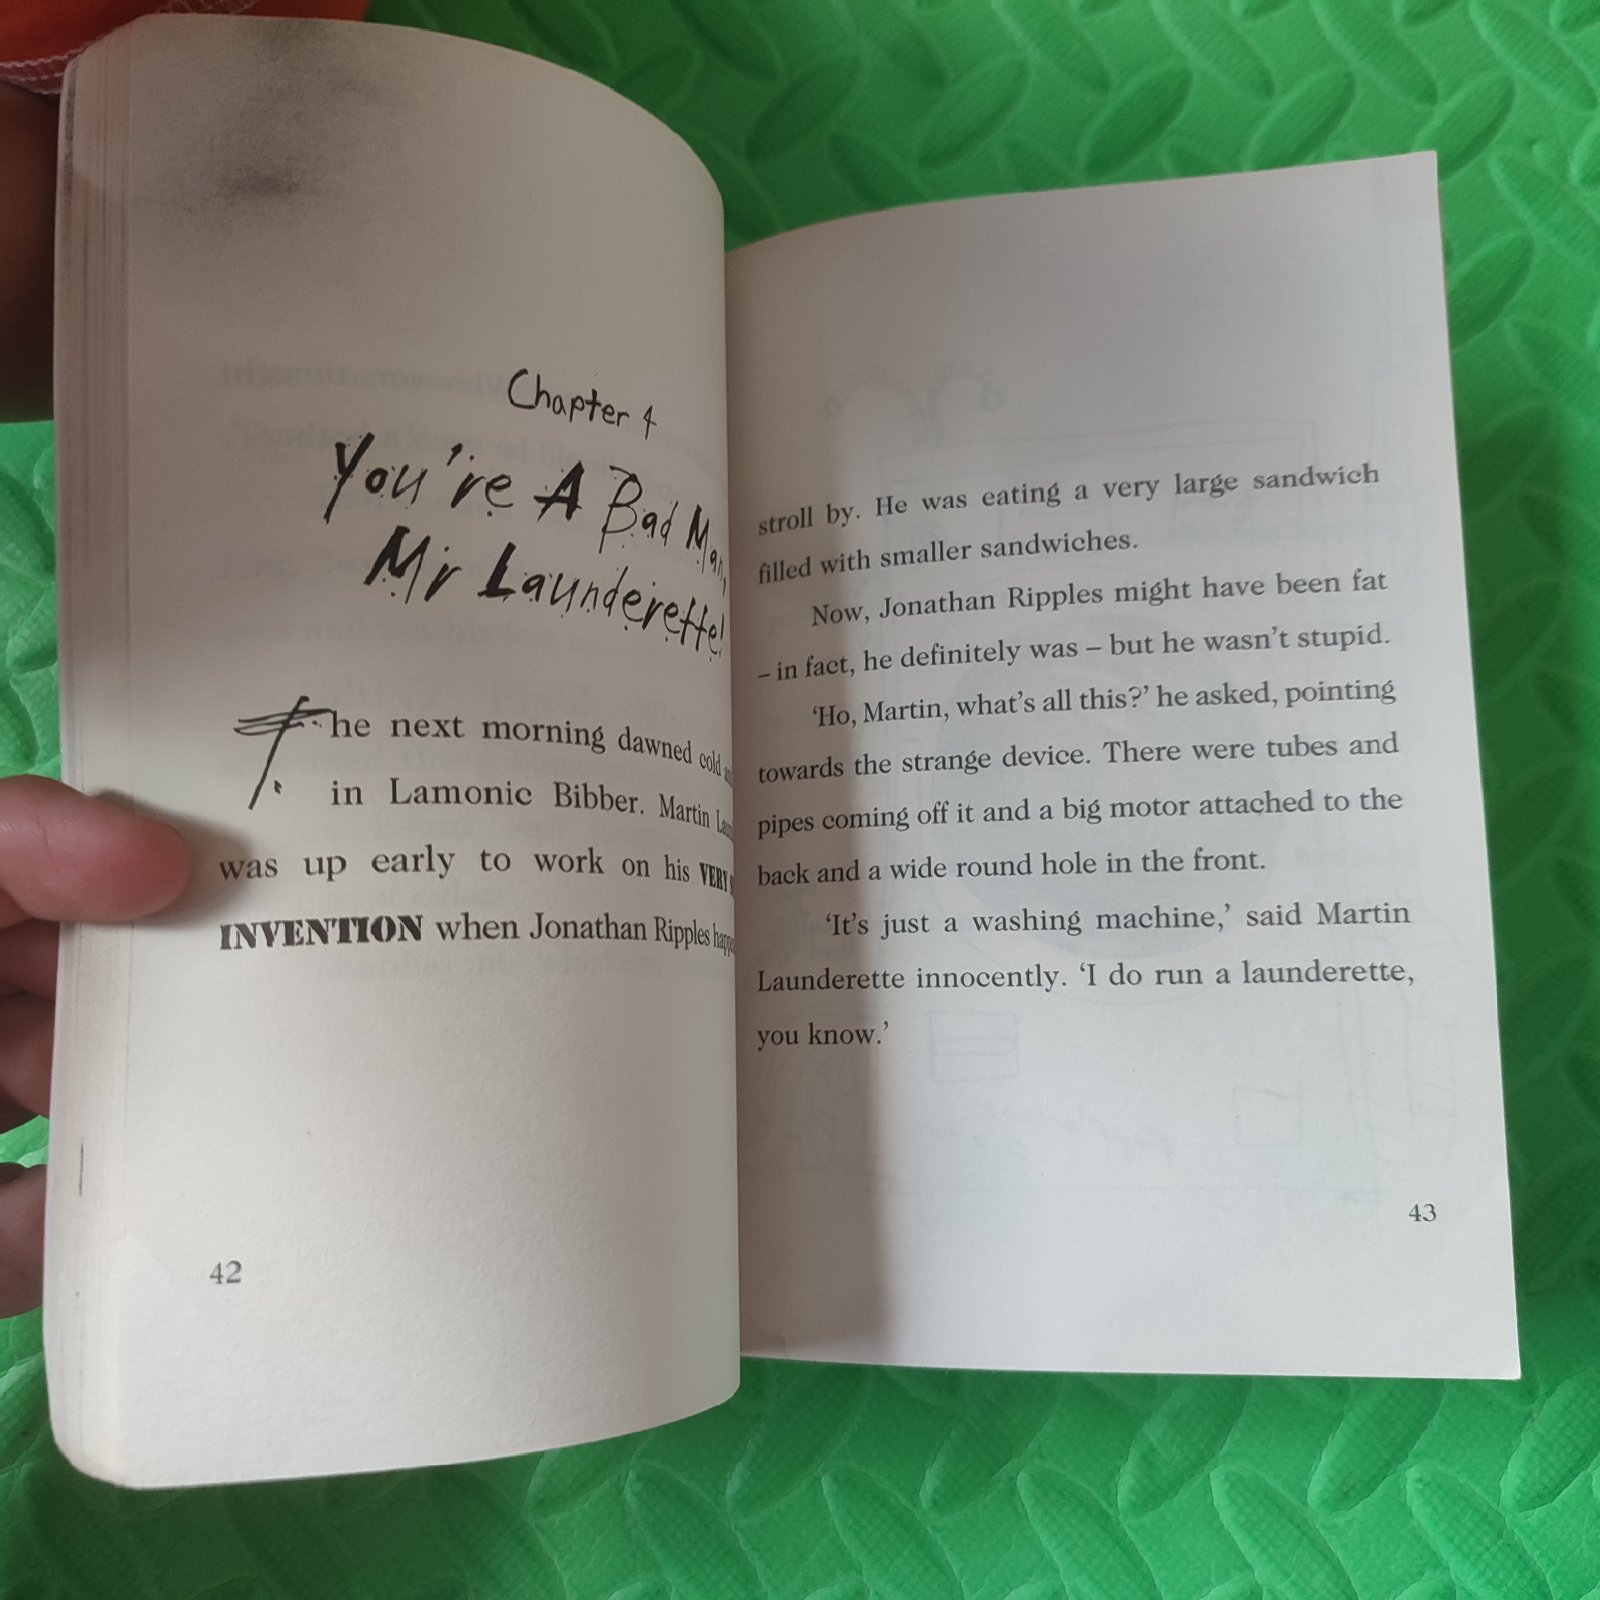 Chapter 4
You're A Bad Man,
Mr Launderette!
The next morning dawned cold
in Lamonic Bibber. Martin
was up early to work on his VERY
INVENTION when Jonathan Ripples
42
stroll by. He was eating a very large sandwich
filled with smaller sandwiches.
Now, Jonathan Ripples might have been fat
– in fact, he definitely was – but he wasn't stupid.
‘Ho, Martin, what's all this?’ he asked, pointing
towards the strange device. There were tubes and
pipes coming off it and a big motor attached to the
back and a wide round hole in the front.
‘It's just a washing machine,’ said Martin
Launderette innocently. ‘I do run a launderette,
you know.’
43